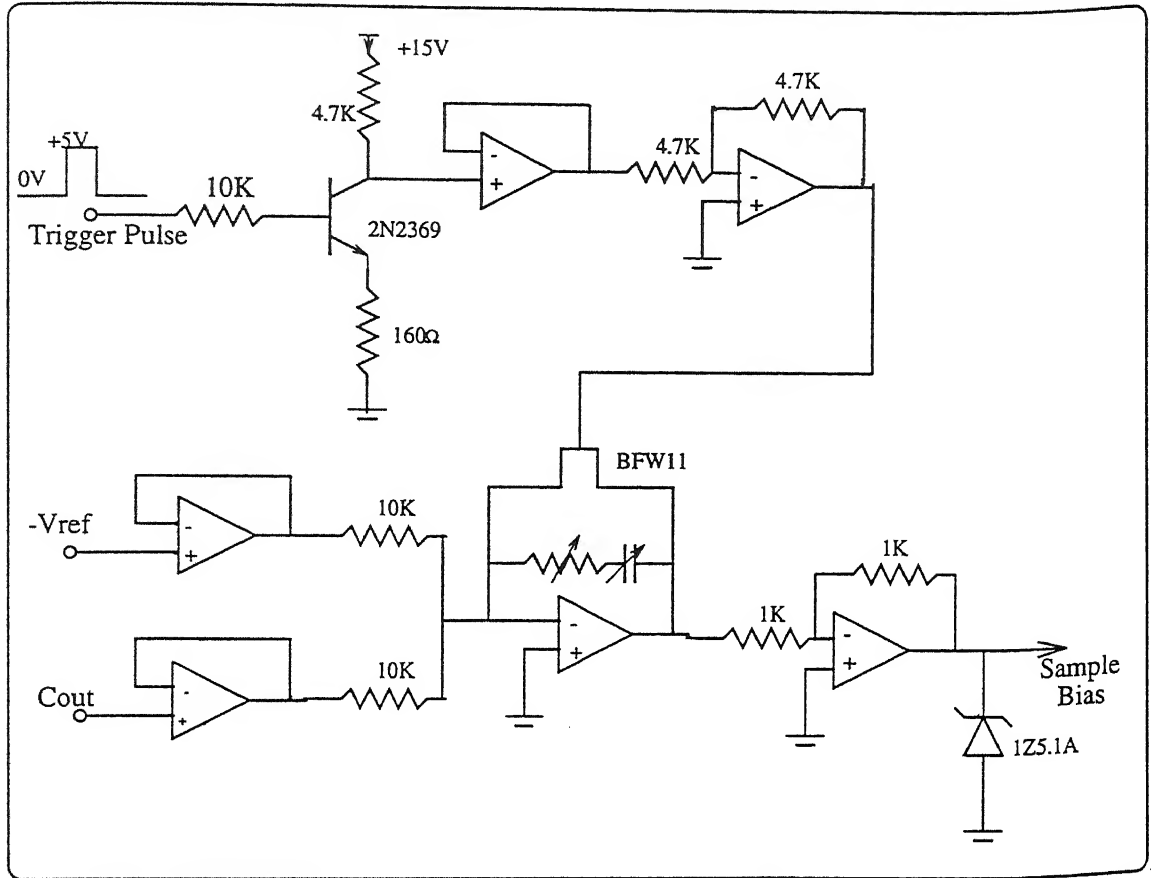 +15V
4.7K
4.7K
4.7K
+5V
0V
10K
Trigger Pulse
2N2369
-
+
-
+
160Ω
BFW11
-Vref
-
+
10K
1K
1K
-
+
-
+
Cout
-
+
10K
Sample
Bias
1Z5.1A